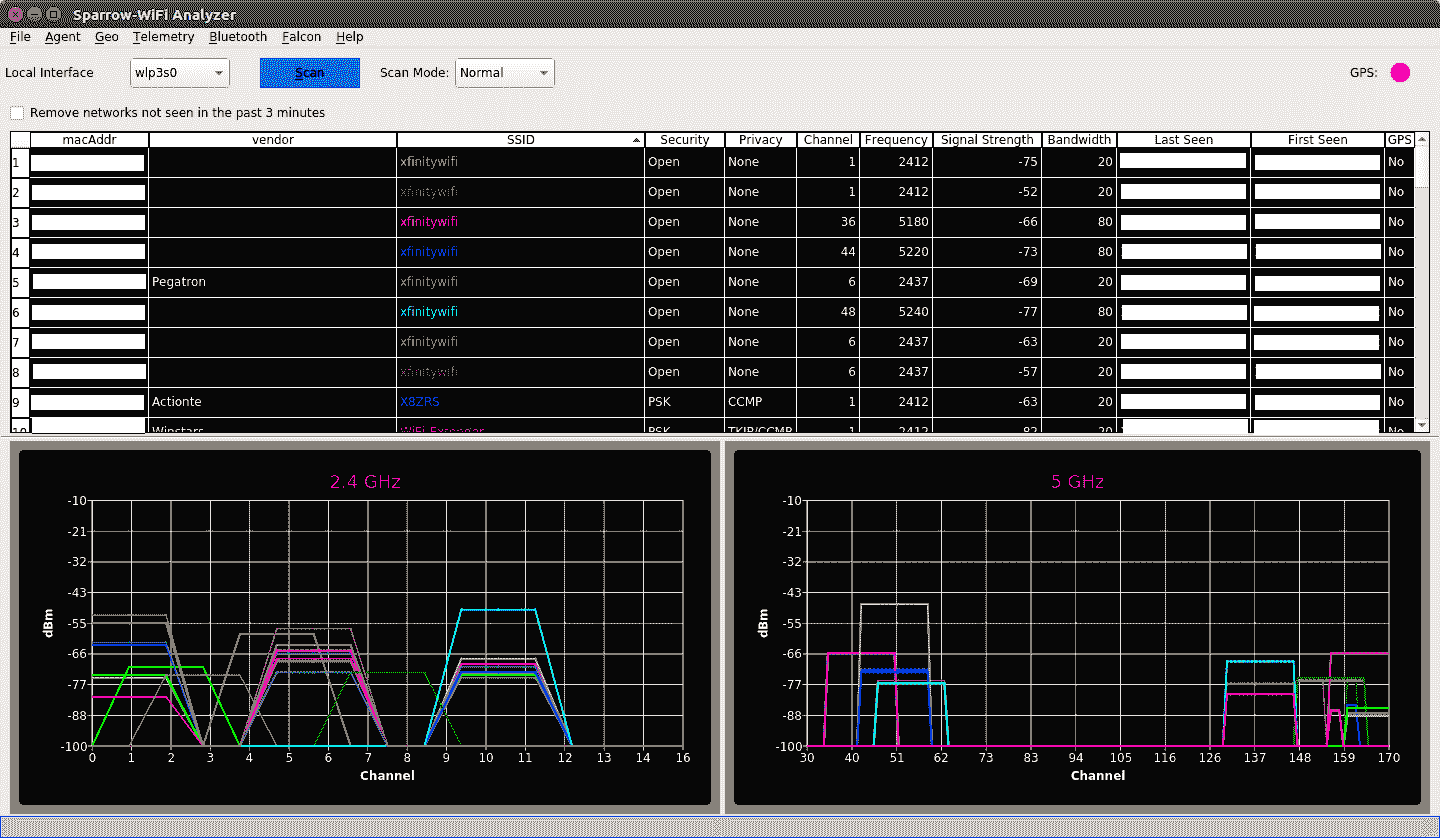 Sparrow-WiFi Analyzer
File Agent Geo Telemetry Bluetooth Falcon Help
Local Interface wlp3s0 Scan Scan Mode: Normal GPS:
Remove networks not seen in the past 3 minutes
macAddr vendor SSID Security Privacy Channel Frequency Signal Strength Bandwidth Last Seen First Seen GPS
1 xfinitywifi Open None 1 2412 -75 20 No
2 xfinitywifi Open None 1 2412 -52 20 No
3 xfinitywifi Open None 36 5180 -66 80 No
4 xfinitywifi Open None 44 5220 -73 80 No
5 Pegatron xfinitywifi Open None 6 2437 -69 20 No
6 xfinitywifi Open None 48 5240 -77 80 No
7 xfinitywifi Open None 6 2437 -63 20 No
8 xfinitywifi Open None 6 2437 -57 20 No
9 Actionte X8ZRS PSK CCMP 1 2412 -63 20 No
10 Winstars PSK TKIP/CCMP 1 2412 -82 20 No
2.4 GHz
-10
-21
-32
-43
-55
-66
-77
-88
-100
dBm
0 1 2 3 4 5 6 7 8 9 10 11 12 13 14 16
Channel
5 GHz
-10
-21
-32
-43
-55
-66
-77
-88
-100
dBm
30 41 51 62 73 83 94 105 116 126 137 148 159 170
Channel